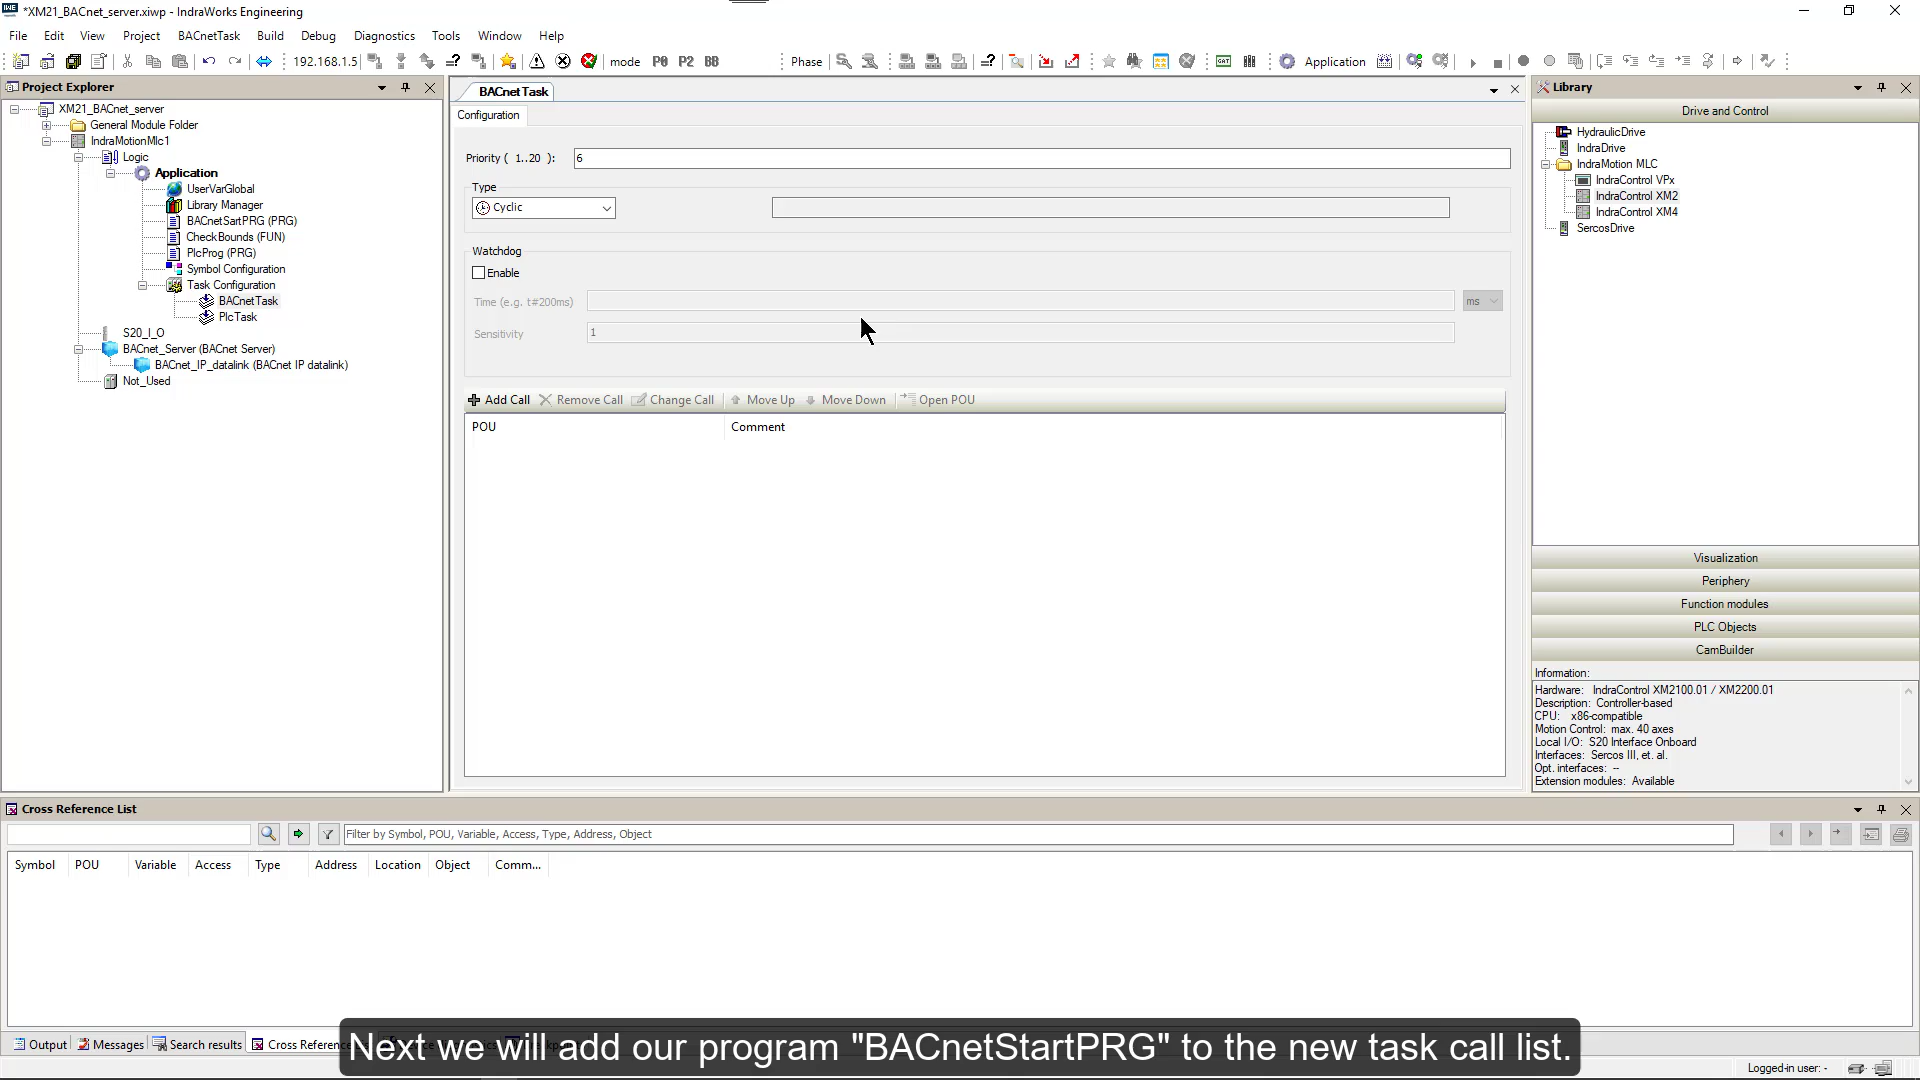 *XM21_BACnet_server.xiwp - IndraWorks Engineering
File Edit View Project BACnetTask Build Debug Diagnostics Tools Window Help
192.168.1.5 mode P0 P2 BB Phase Application
Project Explorer
XM21_BACnet_server
General Module Folder
IndraMotionMlc1
Logic
Application
UserVarGlobal
Library Manager
BACnetSartPRG (PRG)
CheckBounds (FUN)
PlcProg (PRG)
Symbol Configuration
Task Configuration
BACnetTask
PlcTask
S20_I_O
BACnet_Server (BACnet Server)
BACnet_IP_datalink (BACnet IP datalink)
Not_Used
BACnetTask
Configuration
Priority ( 1..20 ): 6
Type
Cyclic
Watchdog
Enable
Time (e.g. t#200ms) ms
Sensitivity 1
Add Call Remove Call Change Call Move Up Move Down Open POU
POU Comment
Library
Drive and Control
HydraulicDrive
IndraDrive
IndraMotion MLC
IndraControl VPx
IndraControl XM2
IndraControl XM4
SercosDrive
Visualization
Periphery
Function modules
PLC Objects
CamBuilder
Information:
Hardware: IndraControl XM2100.01 / XM2200.01
Description: Controller-based
CPU: x86-compatible
Motion Control: max. 40 axes
Local I/O: S20 Interface Onboard
Interfaces: Sercos III, et. al.
Opt. interfaces: --
Extension modules: Available
Cross Reference List
Filter by Symbol, POU, Variable, Access, Type, Address, Object
Symbol POU Variable Access Type Address Location Object Comm...
Output Messages Search results Cross Reference
Next we will add our program "BACnetStartPRG" to the new task call list.
Logged-in user: -